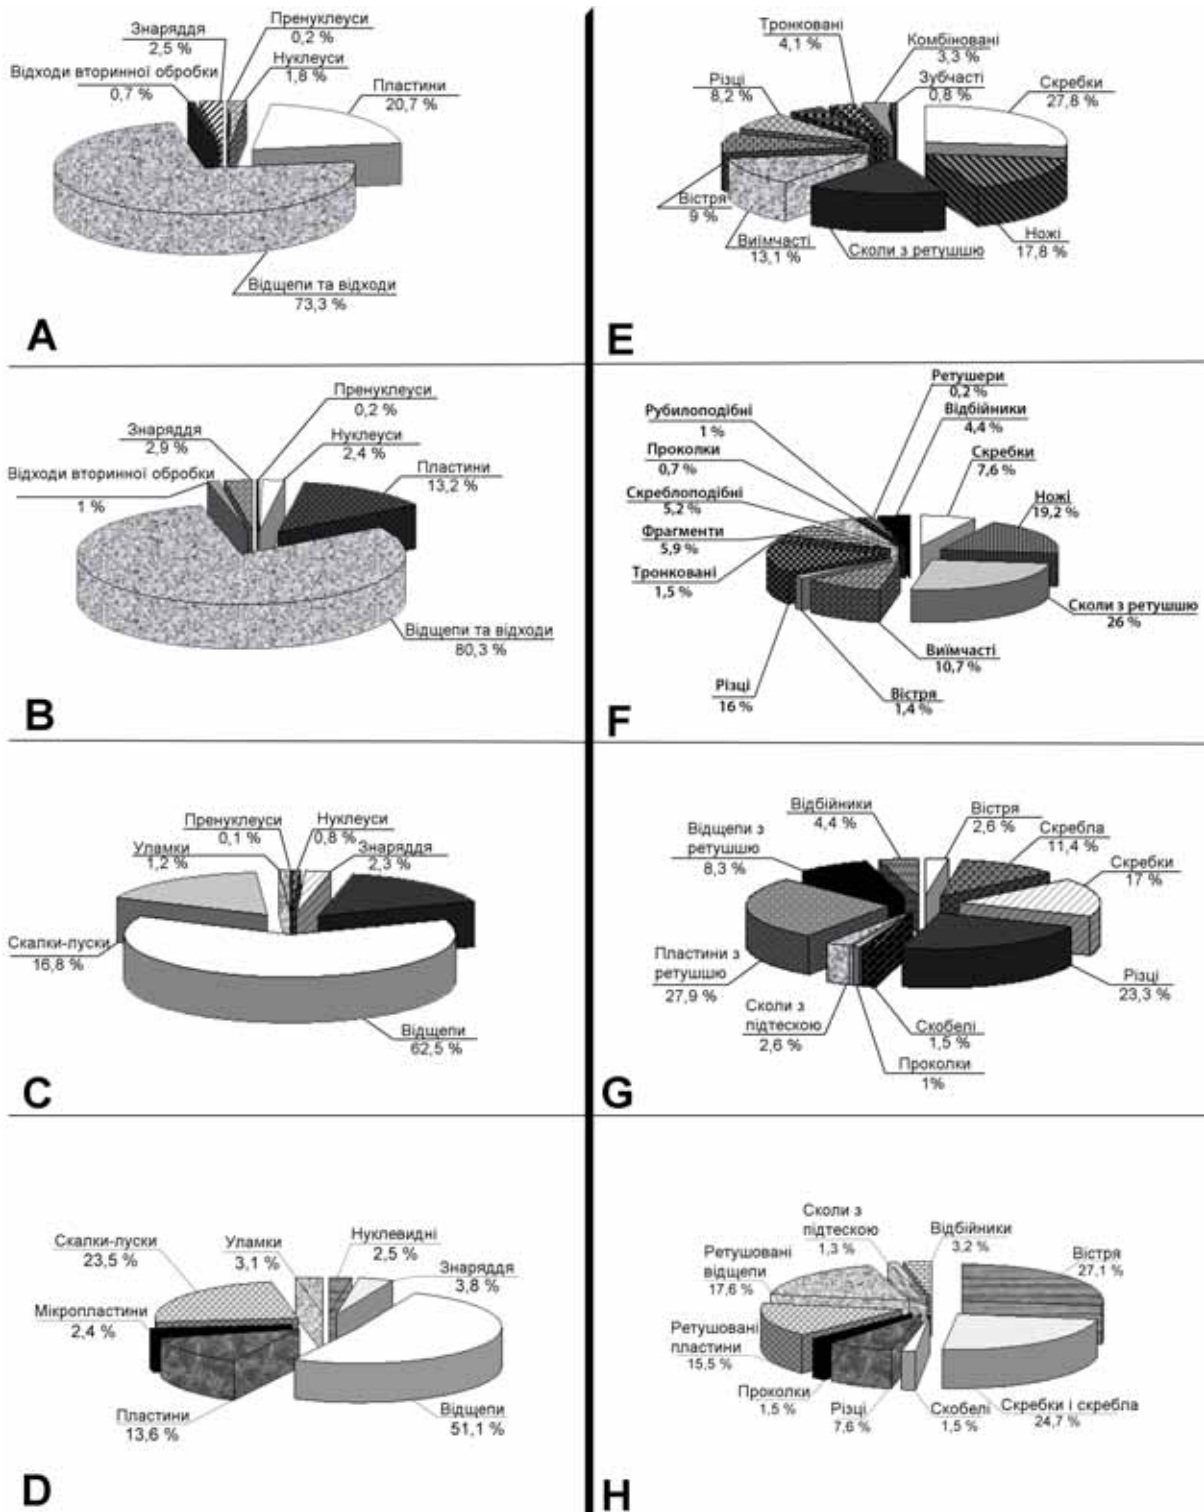 Пренуклеуси
0,2 %
Знаряддя
2,5 %
Нуклеуси
1,8 %
Відходи вторинної обробки
0,7 %
Пластини
20,7 %
Відщепи та відходи
73,3 %
A
Пренуклеуси
0,2 %
Знаряддя
2,9 %
Нуклеуси
2,4 %
Відходи вторинної обробки
1 %
Пластини
13,2 %
Відщепи та відходи
80,3 %
B
Пренуклеуси
0,1 %
Нуклеуси
0,8 %
Уламки
1,2 %
Знаряддя
2,3 %
Скалки-луски
16,8 %
Відщепи
62,5 %
C
Скалки-луски
23,5 %
Уламки
3,1 %
Нуклевидні
2,5 %
Знаряддя
3,8 %
Мікропластини
2,4 %
Пластини
13,6 %
Відщепи
51,1 %
D
Тронковані
4,1 %
Комбіновані
3,3 %
Різці
8,2 %
Зубчасті
0,8 %
Скребки
27,8 %
Вістря
9 %
Виїмчасті
13,1 %
Сколи з ретушшю
Ножі
17,8 %
E
Ретушери
0,2 %
Рубилоподібні
1 %
Відбійники
4,4 %
Проколки
0,7 %
Скребки
7,6 %
Скреблоподібні
5,2 %
Ножі
19,2 %
Фрагменти
5,9 %
Тронковані
1,5 %
Сколи з ретушшю
26 %
Виїмчасті
10,7 %
Різці
16 %
Вістря
1,4 %
F
Відбійники
4,4 %
Вістря
2,6 %
Відщепи з
ретушшю
8,3 %
Скребла
11,4 %
Скребки
17 %
Пластини з
ретушшю
27,9 %
Різці
23,3 %
Сколи з
підтескою
2,6 %
Скобелі
1,5 %
Проколки
1%
G
Сколи з
підтескою
1,3 %
Відбійники
3,2 %
Вістря
27,1 %
Ретушовані
відщепи
17,6 %
Ретушовані
пластини
15,5 %
Проколки
1,5 %
Різці
7,6 %
Скобелі
1,5 %
Скребки і скребла
24,7 %
H